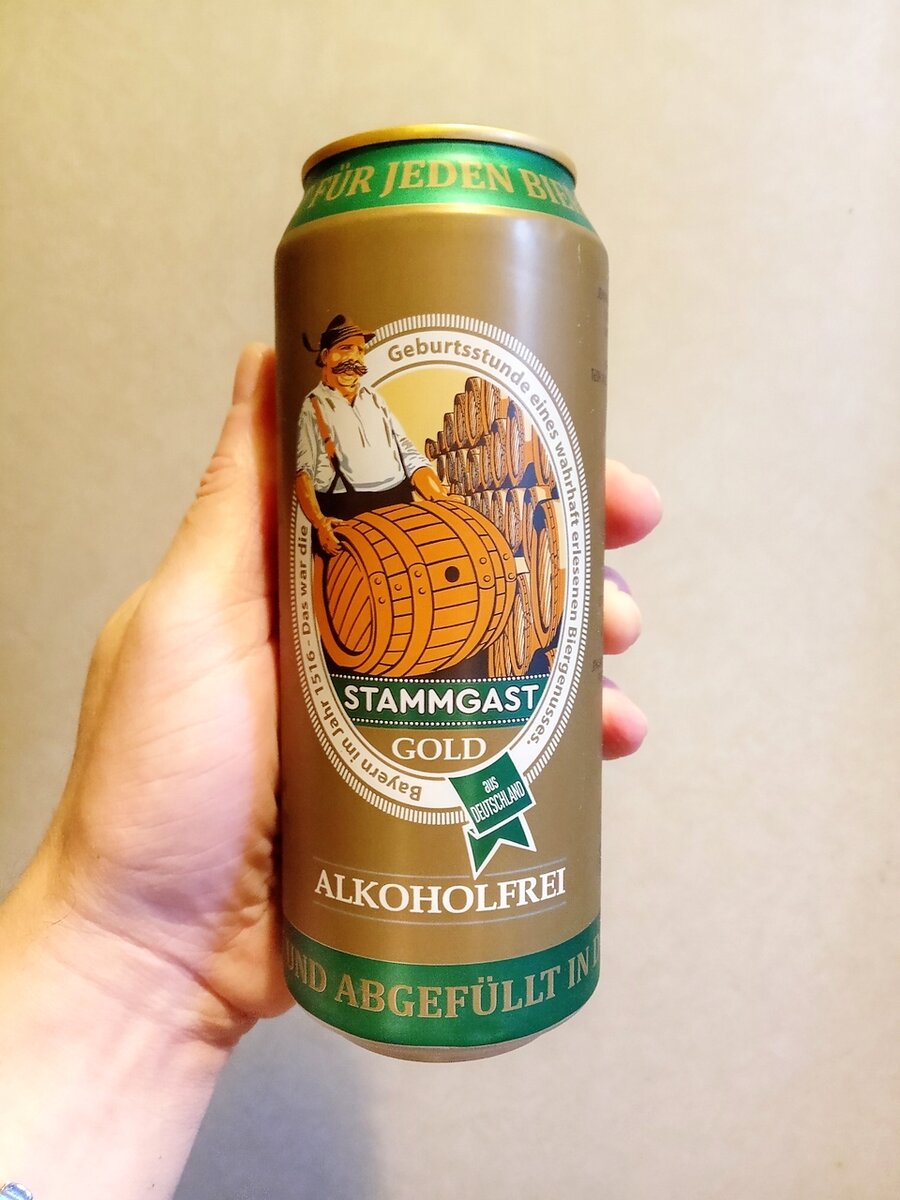 FÜR JEDEN
Bayern im Jahr 1516 - Das war die Geburtsstunde eines wahrhaft erlesenen Biergenusses.
STAMMGAST
GOLD
aus
DEUTSCHLAND
ALKOHOLFREI
UND ABGEFÜLLT IN